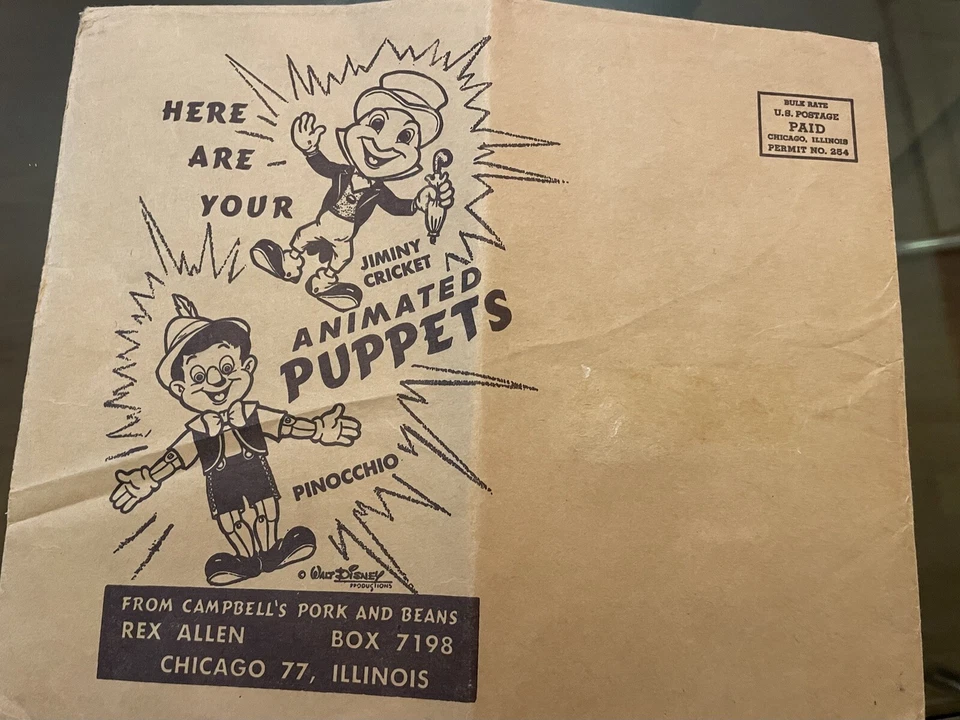 HERE
ARE -
YOUR
JIMINY
CRICKET
ANIMATED
PUPPETS
PINOCCHIO
© WALT DISNEY
PRODUCTIONS
FROM CAMPBELL'S PORK AND BEANS
REX ALLEN BOX 7198
CHICAGO 77, ILLINOIS
BULK RATE
U.S. POSTAGE
PAID
CHICAGO, ILLINOIS
PERMIT NO. 254